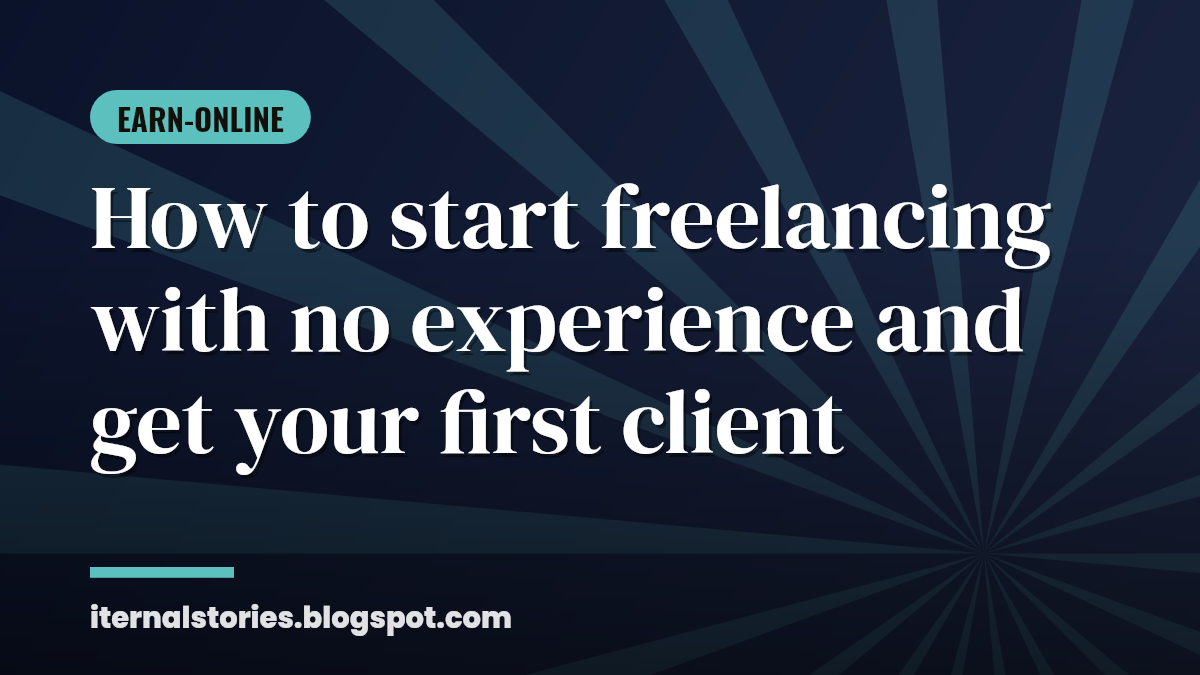 EARN-ONLINE
How to start freelancing
with no experience and
get your first client
iternalstories.blogspot.com